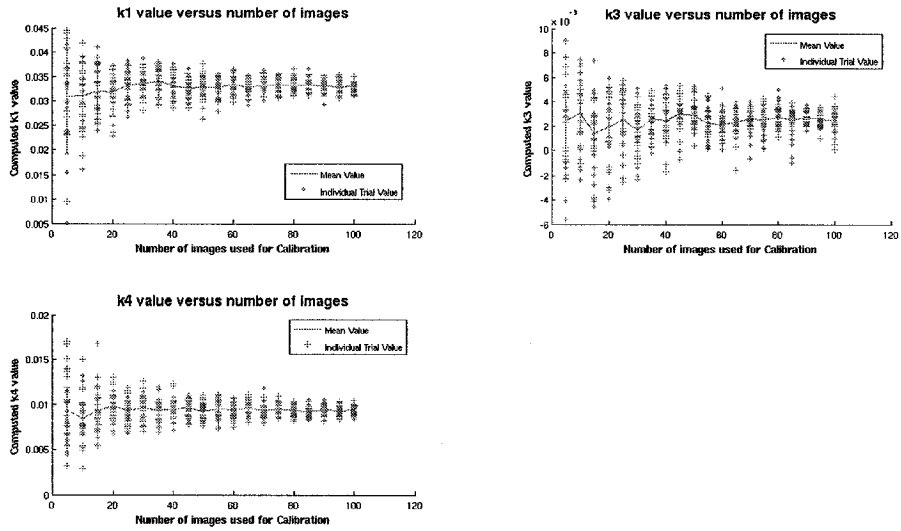 k1 value versus number of images
0.045
0.04
0.035
0.03
0.025
0.02
0.015
0.01
0.005
Computed k1 value
Mean Value
Individual Trial Value
0 20 40 60 80 100 120
Number of images used for Calibration
k3 value versus number of images
× 10⁻³
10
8
6
4
2
0
-2
-4
-6
Computed k3 value
Mean Value
Individual Trial Value
0 20 40 60 80 100 120
Number of images used for Calibration
k4 value versus number of images
0.02
0.015
0.01
0.005
0
Computed k4 value
Mean Value
Individual Trial Value
0 20 40 60 80 100 120
Number of images used for Calibration